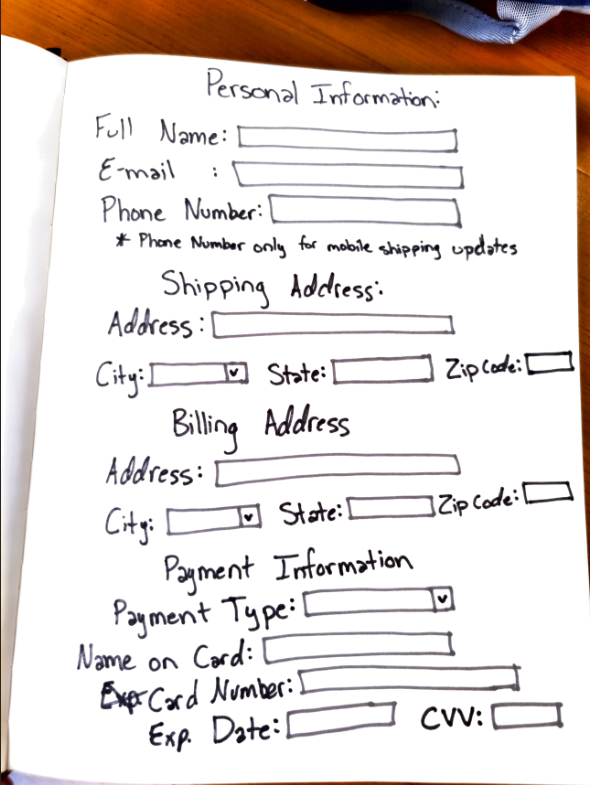 Personal Information:
Full Name:
E-mail :
Phone Number:
* Phone Number only for mobile shipping updates
Shipping Address:
Address:
City: State: Zip Code:
Billing Address
Address:
City: State: Zip Code:
Payment Information
Payment Type:
Name on Card:
Exp Card Number:
Exp. Date: CVV: